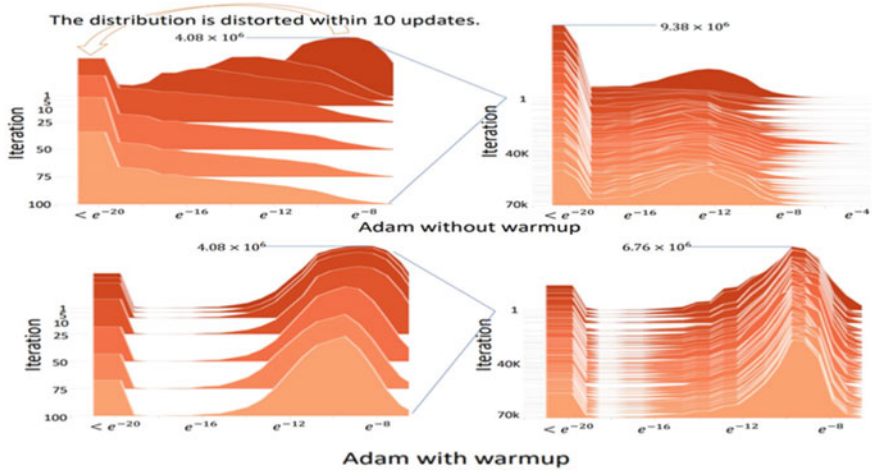 The distribution is distorted within 10 updates.
4.08 × 10⁶
Iteration
1
5
10
25
50
75
100
< e⁻²⁰
e⁻¹⁶
e⁻¹²
e⁻⁸
9.38 × 10⁶
Iteration
1
40K
70k
< e⁻²⁰
e⁻¹⁶
e⁻¹²
e⁻⁸
e⁻⁴
Adam without warmup
4.08 × 10⁶
Iteration
1
5
10
25
50
75
100
< e⁻²⁰
e⁻¹⁶
e⁻¹²
e⁻⁸
6.76 × 10⁶
Iteration
1
40K
70k
< e⁻²⁰
e⁻¹⁶
e⁻¹²
e⁻⁸
Adam with warmup